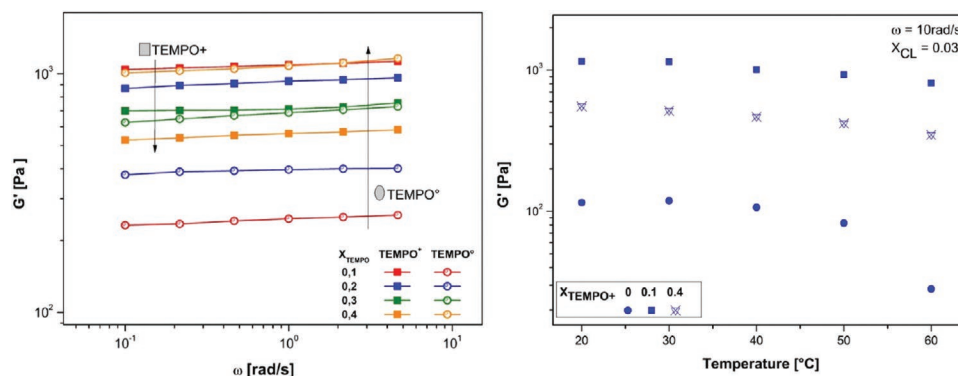 G' [Pa]
10³
10²
TEMPO+
TEMPO°
X_TEMPO TEMPO⁺ TEMPO°
0,1
0,2
0,3
0,4
10⁻¹ 10⁰ 10¹
ω [rad/s]
G' [Pa]
10³
10²
ω = 10rad/s
X_CL = 0.03
X_TEMPO+ 0 0.1 0.4
20 30 40 50 60
Temperature [°C]